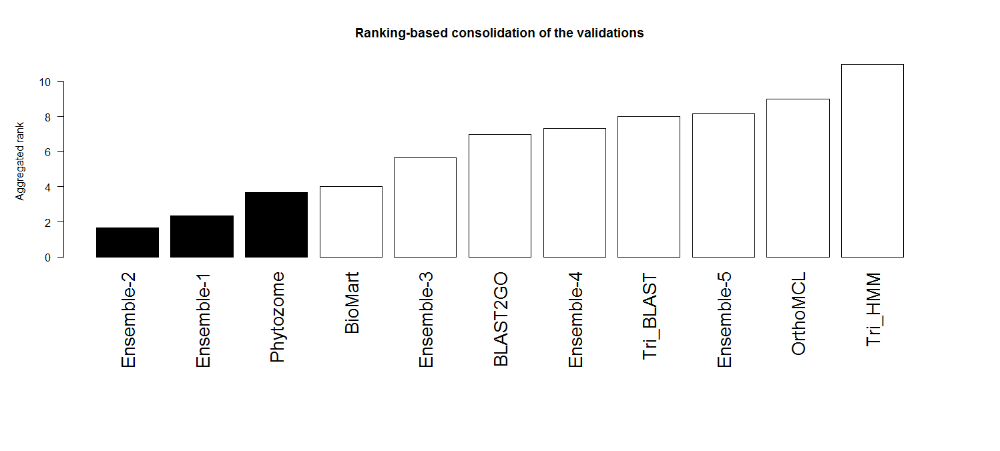 Ranking-based consolidation of the validations
Aggregated rank
10
8
6
4
2
0
Ensemble-2
Ensemble-1
Phytozome
BioMart
Ensemble-3
BLAST2GO
Ensemble-4
Tri_BLAST
Ensemble-5
OrthoMCL
Tri_HMM